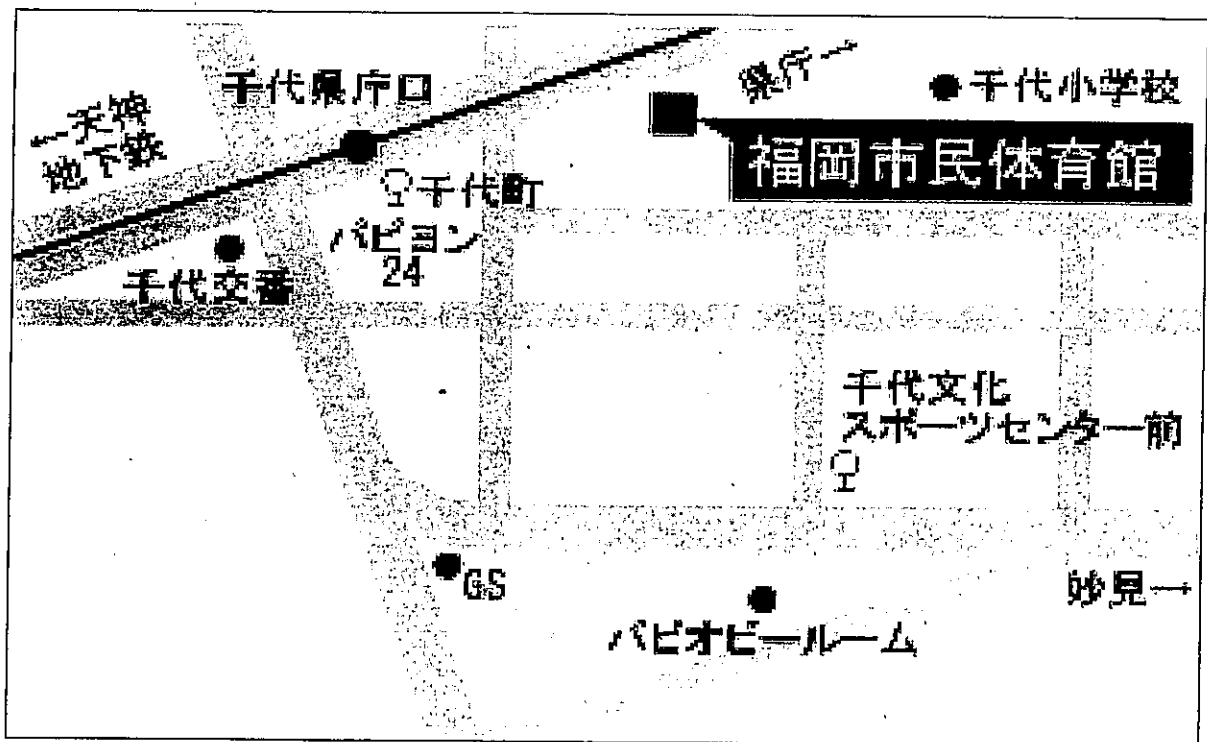 県庁→
千代県庁口
●千代小学校
←天神
地下鉄
福岡市民体育館
千代町
パピヨン
24
千代交番
千代文化
スポーツセンター前
GS
妙見→
パピオビールーム